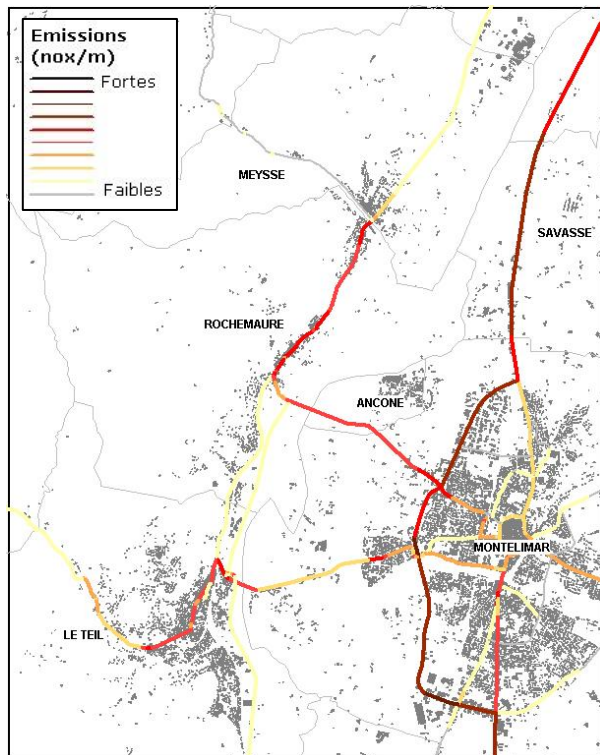 Emissions
(nox/m)
Fortes
Faibles
MEYSSE
SAVASSE
ROCHEMAURE
ANCONE
MONTELIMAR
LE TEIL